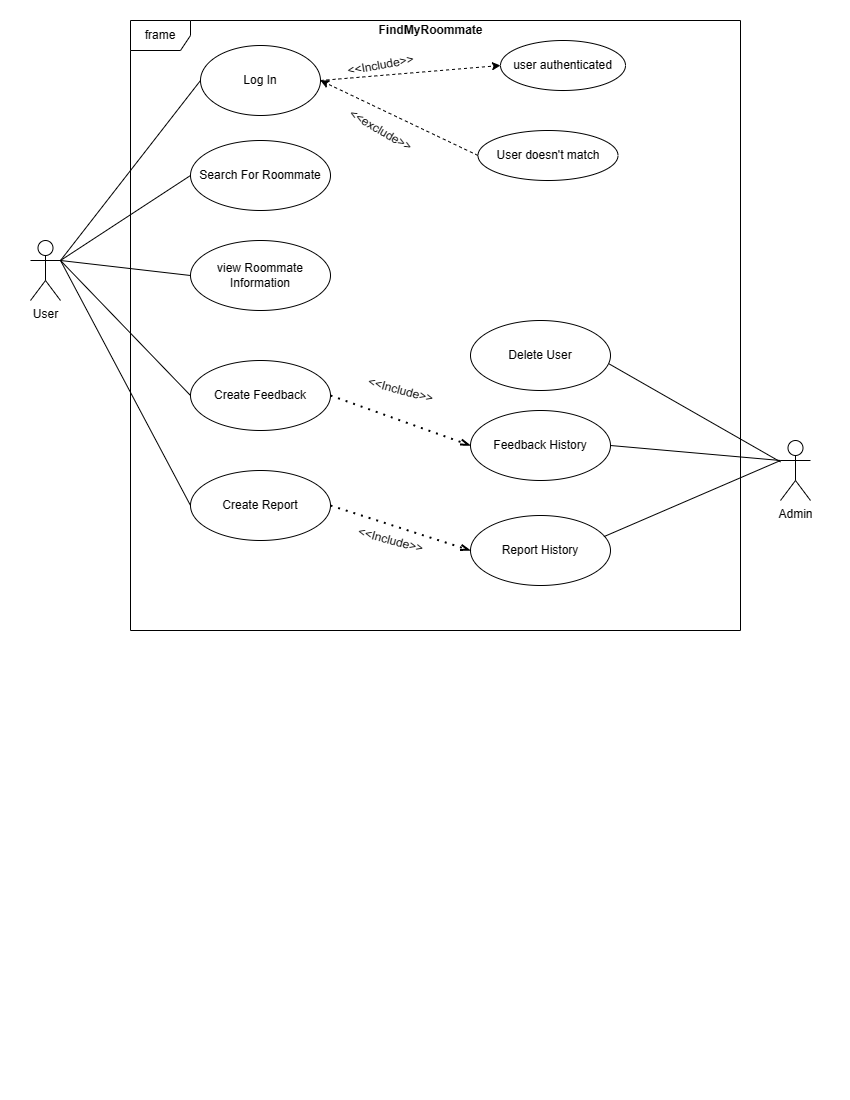 frame
FindMyRoommate
Log In
<<Include>>
user authenticated
<<exclude>>
User doesn't match
Search For Roommate
view Roommate
Information
User
Delete User
Create Feedback
<<Include>>
Feedback History
Create Report
<<Include>>
Report History
Admin